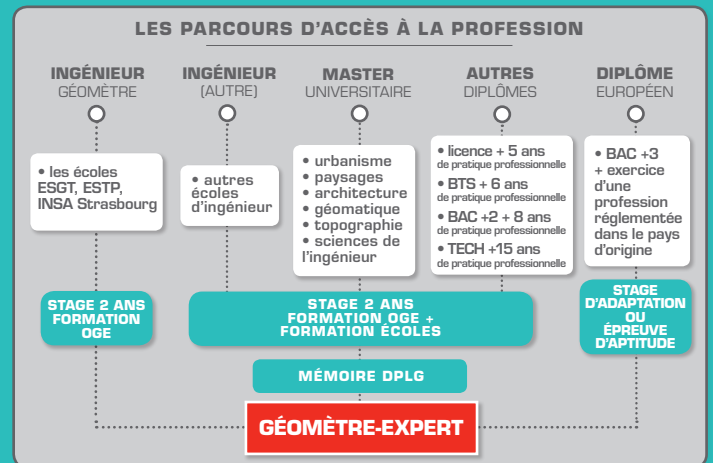 LES PARCOURS D'ACCÈS À LA PROFESSION
INGÉNIEUR
GÉOMÈTRE
• les écoles
ESGT, ESTP,
INSA Strasbourg
STAGE 2 ANS
FORMATION
OGE
INGÉNIEUR
(AUTRE)
• autres
écoles
d'ingénieur
MASTER
UNIVERSITAIRE
• urbanisme
• paysages
• architecture
• géomatique
• topographie
• sciences de
l'ingénieur
AUTRES
DIPLÔMES
• licence + 5 ans
de pratique professionnelle
• BTS + 6 ans
de pratique professionnelle
• BAC +2 + 8 ans
de pratique professionnelle
• TECH +15 ans
de pratique professionnelle
STAGE 2 ANS
FORMATION OGE +
FORMATION ÉCOLES
MÉMOIRE DPLG
DIPLÔME
EUROPÉEN
• BAC +3
+ exercice
d'une
profession
réglementée
dans le pays
d'origine
STAGE
D'ADAPTATION
OU
ÉPREUVE
D'APTITUDE
GÉOMÈTRE-EXPERT